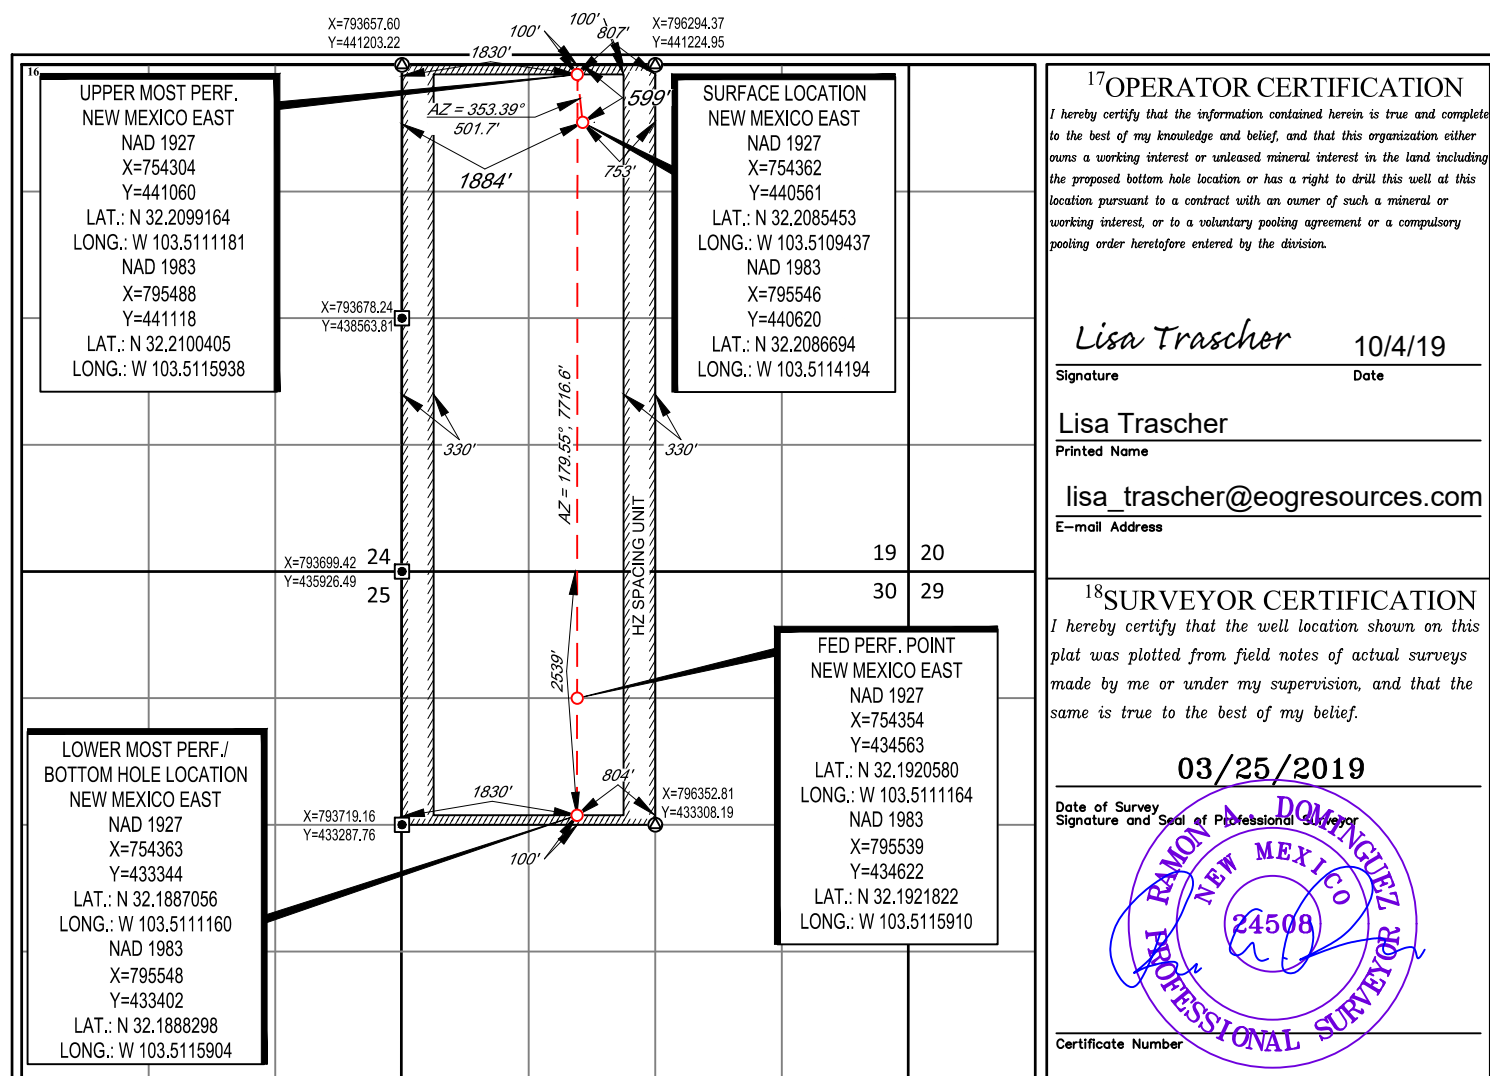 X=793657.60
Y=441203.22
100'
100'
807'
X=796294.37
Y=441224.95
1830'
16
UPPER MOST PERF.
NEW MEXICO EAST
NAD 1927
X=754304
Y=441060
LAT.: N 32.2099164
LONG.: W 103.5111181
NAD 1983
X=795488
Y=441118
LAT.: N 32.2100405
LONG.: W 103.5115938
AZ = 353.39°
501.7'
599'
1884'
753'
SURFACE LOCATION
NEW MEXICO EAST
NAD 1927
X=754362
Y=440561
LAT.: N 32.2085453
LONG.: W 103.5109437
NAD 1983
X=795546
Y=440620
LAT.: N 32.2086694
LONG.: W 103.5114194
X=793678.24
Y=438563.81
330'
330'
AZ = 179.55°, 7716.6'
HZ SPACING UNIT
X=793699.42
Y=435926.49
24
25
19 20
30 29
2539'
FED PERF. POINT
NEW MEXICO EAST
NAD 1927
X=754354
Y=434563
LAT.: N 32.1920580
LONG.: W 103.5111164
NAD 1983
X=795539
Y=434622
LAT.: N 32.1921822
LONG.: W 103.5115910
LOWER MOST PERF./
BOTTOM HOLE LOCATION
NEW MEXICO EAST
NAD 1927
X=754363
Y=433344
LAT.: N 32.1887056
LONG.: W 103.5111160
NAD 1983
X=795548
Y=433402
LAT.: N 32.1888298
LONG.: W 103.5115904
X=793719.16
Y=433287.76
1830'
804'
100'
X=796352.81
Y=433308.19
17OPERATOR CERTIFICATION
I hereby certify that the information contained herein is true and complete
to the best of my knowledge and belief, and that this organization either
owns a working interest or unleased mineral interest in the land including
the proposed bottom hole location or has a right to drill this well at this
location pursuant to a contract with an owner of such a mineral or
working interest, or to a voluntary pooling agreement or a compulsory
pooling order heretofore entered by the division.
Lisa Trascher 10/4/19
Signature Date
Lisa Trascher
Printed Name
lisa_trascher@eogresources.com
E-mail Address
18SURVEYOR CERTIFICATION
I hereby certify that the well location shown on this
plat was plotted from field notes of actual surveys
made by me or under my supervision, and that the
same is true to the best of my belief.
03/25/2019
Date of Survey
Signature and Seal of Professional Surveyor
RAMON A. DOMINGUEZ
NEW MEXICO
24508
PROFESSIONAL SURVEYOR
Certificate Number